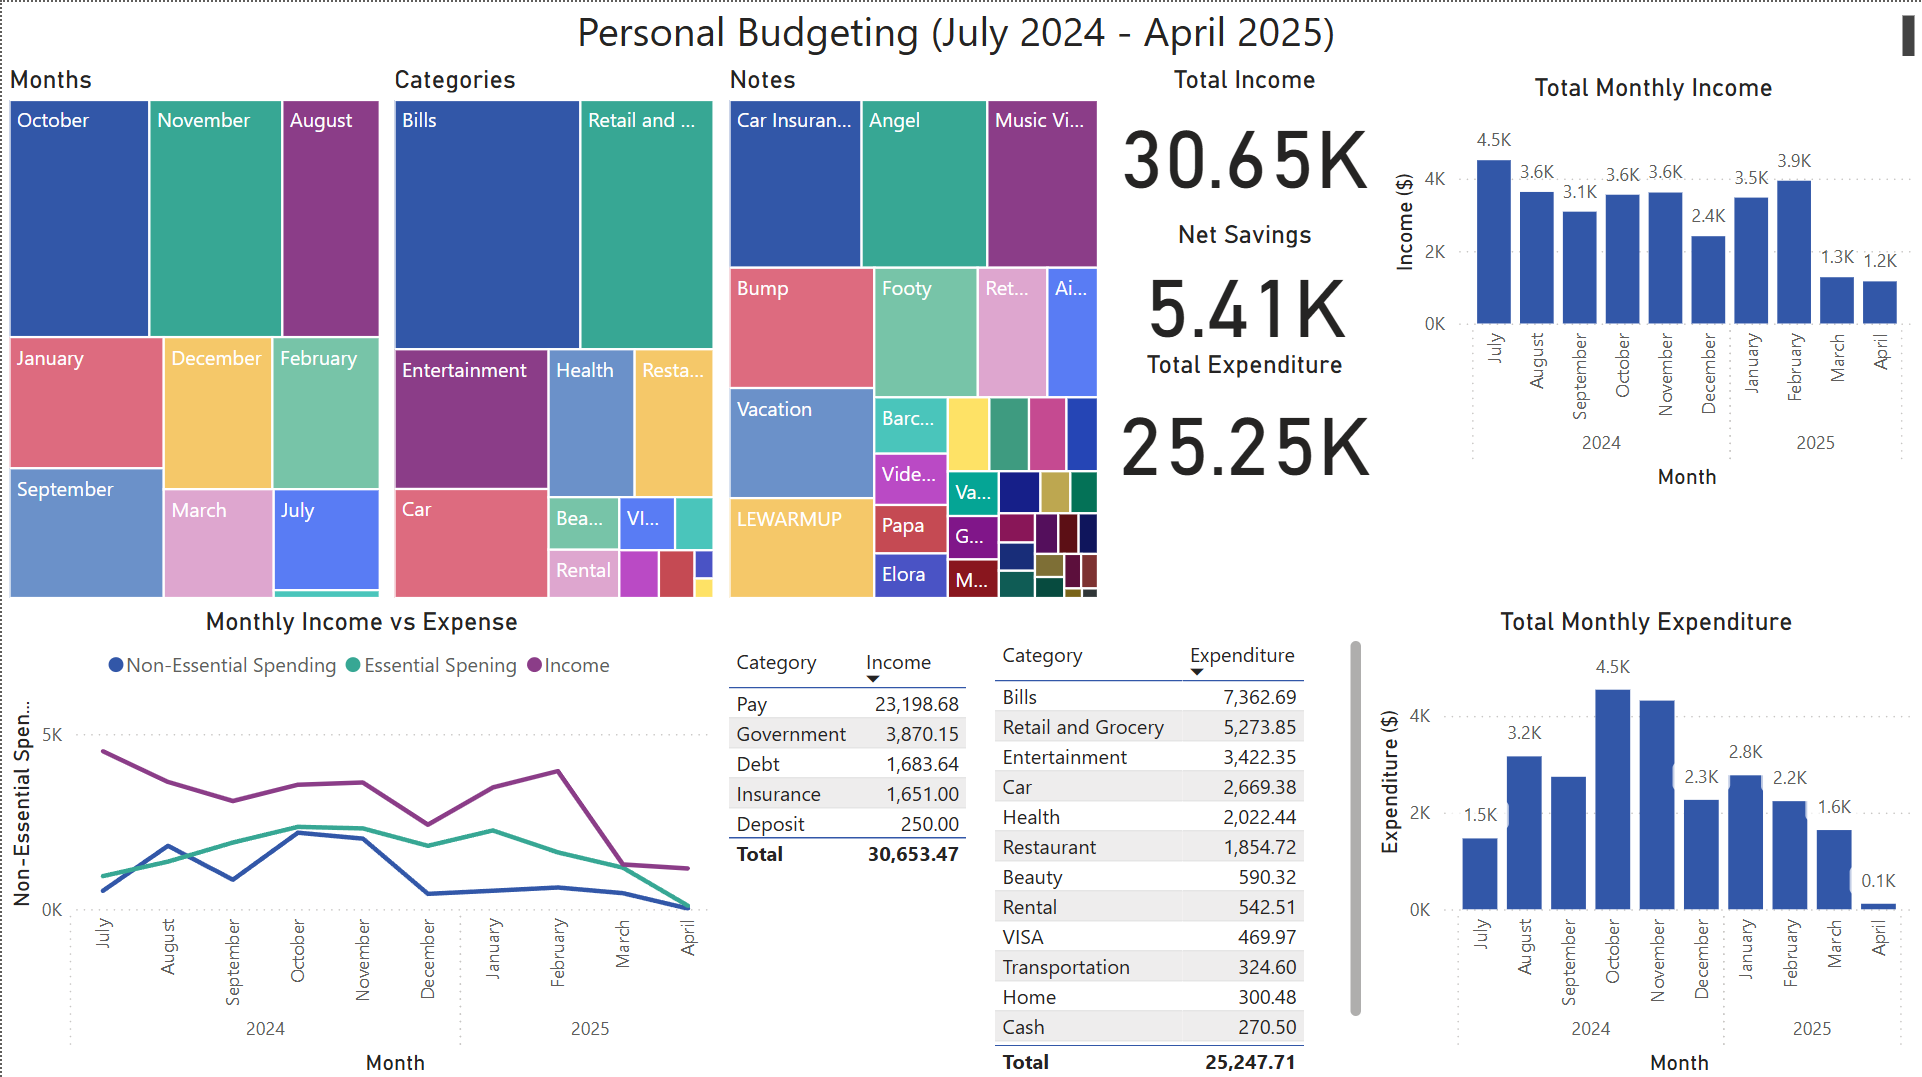 Personal Budgeting (July 2024 - April 2025)
Months
October
November
August
January
December
February
September
March
July
Categories
Bills
Retail and ...
Entertainment
Health
Resta...
Car
Bea...
VI...
Rental
Notes
Car Insuran...
Angel
Music Vi...
Bump
Footy
Ret...
Ai...
Vacation
Barc...
Vide...
Va...
LEWARMUP
Papa
G...
Elora
M...
Total Income
30.65K
Net Savings
5.41K
Total Expenditure
25.25K
Total Monthly Income
Income ($)
4K
2K
0K
4.5K
3.6K
3.1K
3.6K
3.6K
2.4K
3.5K
3.9K
1.3K
1.2K
July
August
September
October
November
December
January
February
March
April
2024
2025
Month
Monthly Income vs Expense
Non-Essential Spending
Essential Spening
Income
Non-Essential Spen...
5K
0K
July
August
September
October
November
December
January
February
March
April
2024
2025
Month
Category Income
Pay 23,198.68
Government 3,870.15
Debt 1,683.64
Insurance 1,651.00
Deposit 250.00
Total 30,653.47
Category Expenditure
Bills 7,362.69
Retail and Grocery 5,273.85
Entertainment 3,422.35
Car 2,669.38
Health 2,022.44
Restaurant 1,854.72
Beauty 590.32
Rental 542.51
VISA 469.97
Transportation 324.60
Home 300.48
Cash 270.50
Total 25,247.71
Total Monthly Expenditure
Expenditure ($)
4K
2K
0K
1.5K
3.2K
4.5K
2.3K
2.8K
2.2K
1.6K
0.1K
July
August
September
October
November
December
January
February
March
April
2024
2025
Month